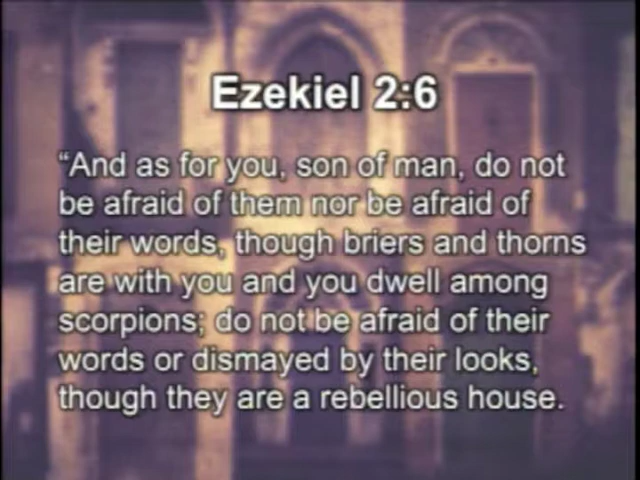 Ezekiel 2:6
“And as for you, son of man, do not
be afraid of them nor be afraid of
their words, though briers and thorns
are with you and you dwell among
scorpions; do not be afraid of their
words or dismayed by their looks,
though they are a rebellious house.